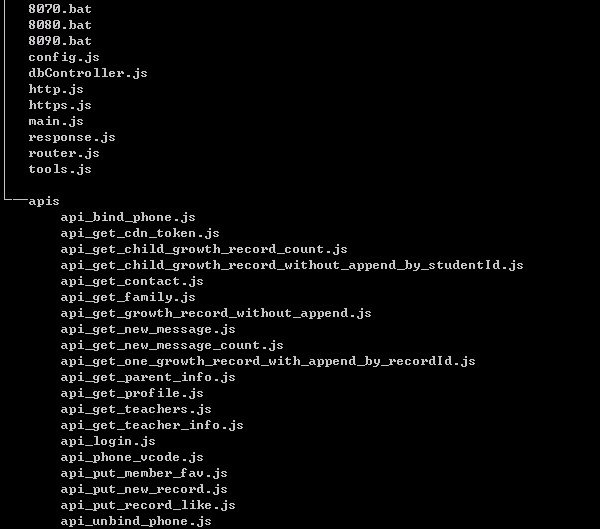 8070.bat
8080.bat
8090.bat
config.js
dbController.js
http.js
https.js
main.js
response.js
router.js
tools.js
apis
api_bind_phone.js
api_get_cdn_token.js
api_get_child_growth_record_count.js
api_get_child_growth_record_without_append_by_studentId.js
api_get_contact.js
api_get_family.js
api_get_growth_record_without_append.js
api_get_new_message.js
api_get_new_message_count.js
api_get_one_growth_record_with_append_by_recordId.js
api_get_parent_info.js
api_get_profile.js
api_get_teachers.js
api_get_teacher_info.js
api_login.js
api_phone_vcode.js
api_put_member_fav.js
api_put_new_record.js
api_put_record_like.js
api_unbind_phone.js